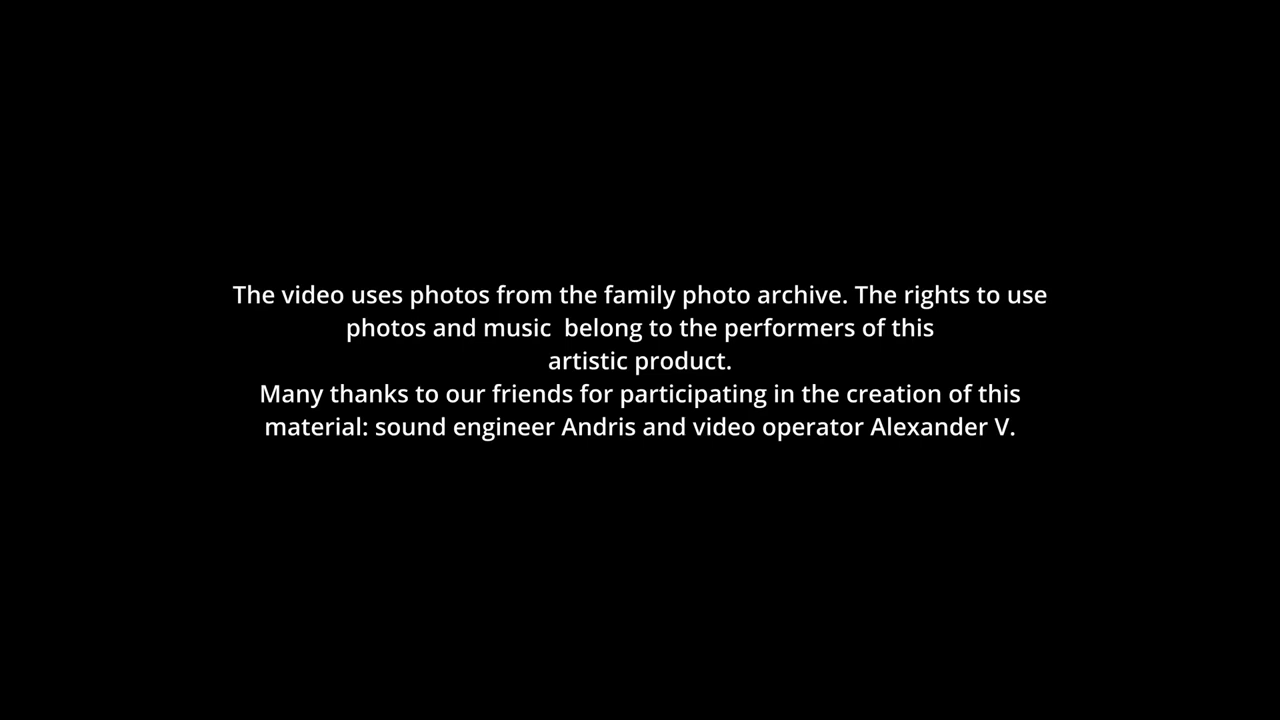 The video uses photos from the family photo archive. The rights to use
photos and music  belong to the performers of this
artistic product.
Many thanks to our friends for participating in the creation of this
material: sound engineer Andris and video operator Alexander V.